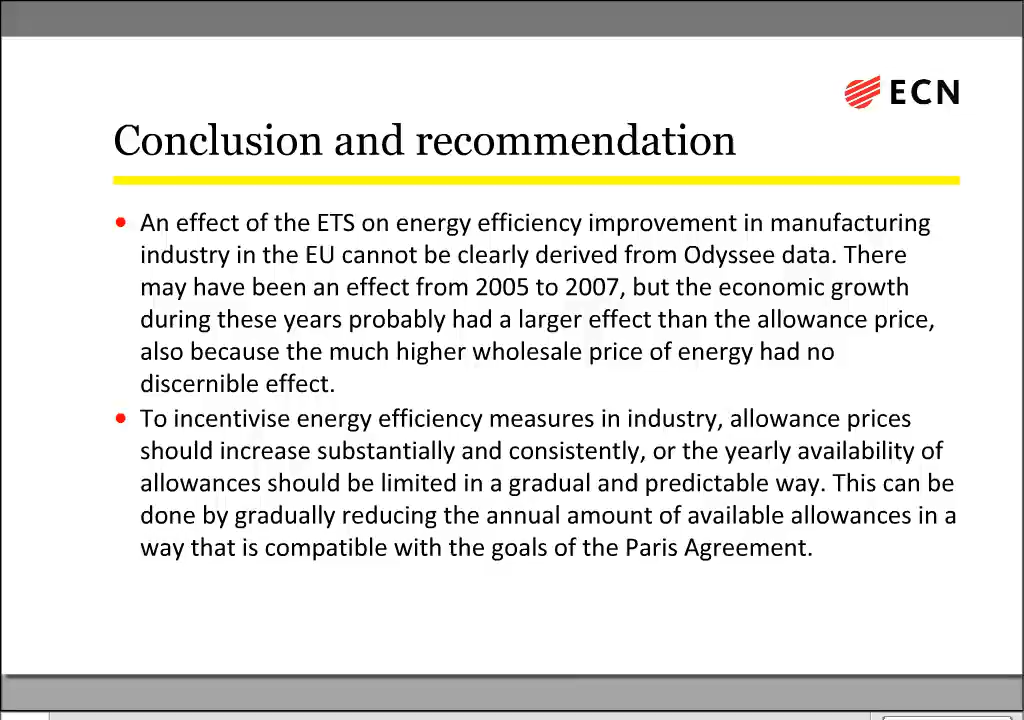 ECN
Conclusion and recommendation
• An effect of the ETS on energy efficiency improvement in manufacturing
industry in the EU cannot be clearly derived from Odyssee data. There
may have been an effect from 2005 to 2007, but the economic growth
during these years probably had a larger effect than the allowance price,
also because the much higher wholesale price of energy had no
discernible effect.
• To incentivise energy efficiency measures in industry, allowance prices
should increase substantially and consistently, or the yearly availability of
allowances should be limited in a gradual and predictable way. This can be
done by gradually reducing the annual amount of available allowances in a
way that is compatible with the goals of the Paris Agreement.